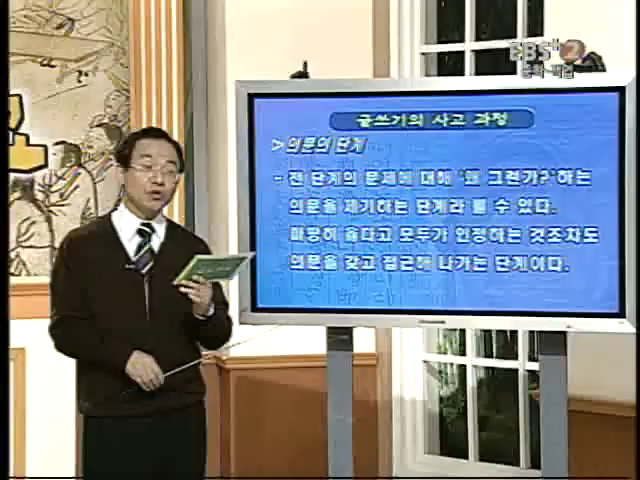 EBS+2
글쓰기의 사고 과정
>의문의 단계
- 전 단계의 문제에 대해 '왜 그런가?'하는
의문을 제기하는 단계라 볼 수 있다.
마땅히 옳다고 모두가 인정하는 것조차도
의문을 갖고 접근해 나가는 단계이다.